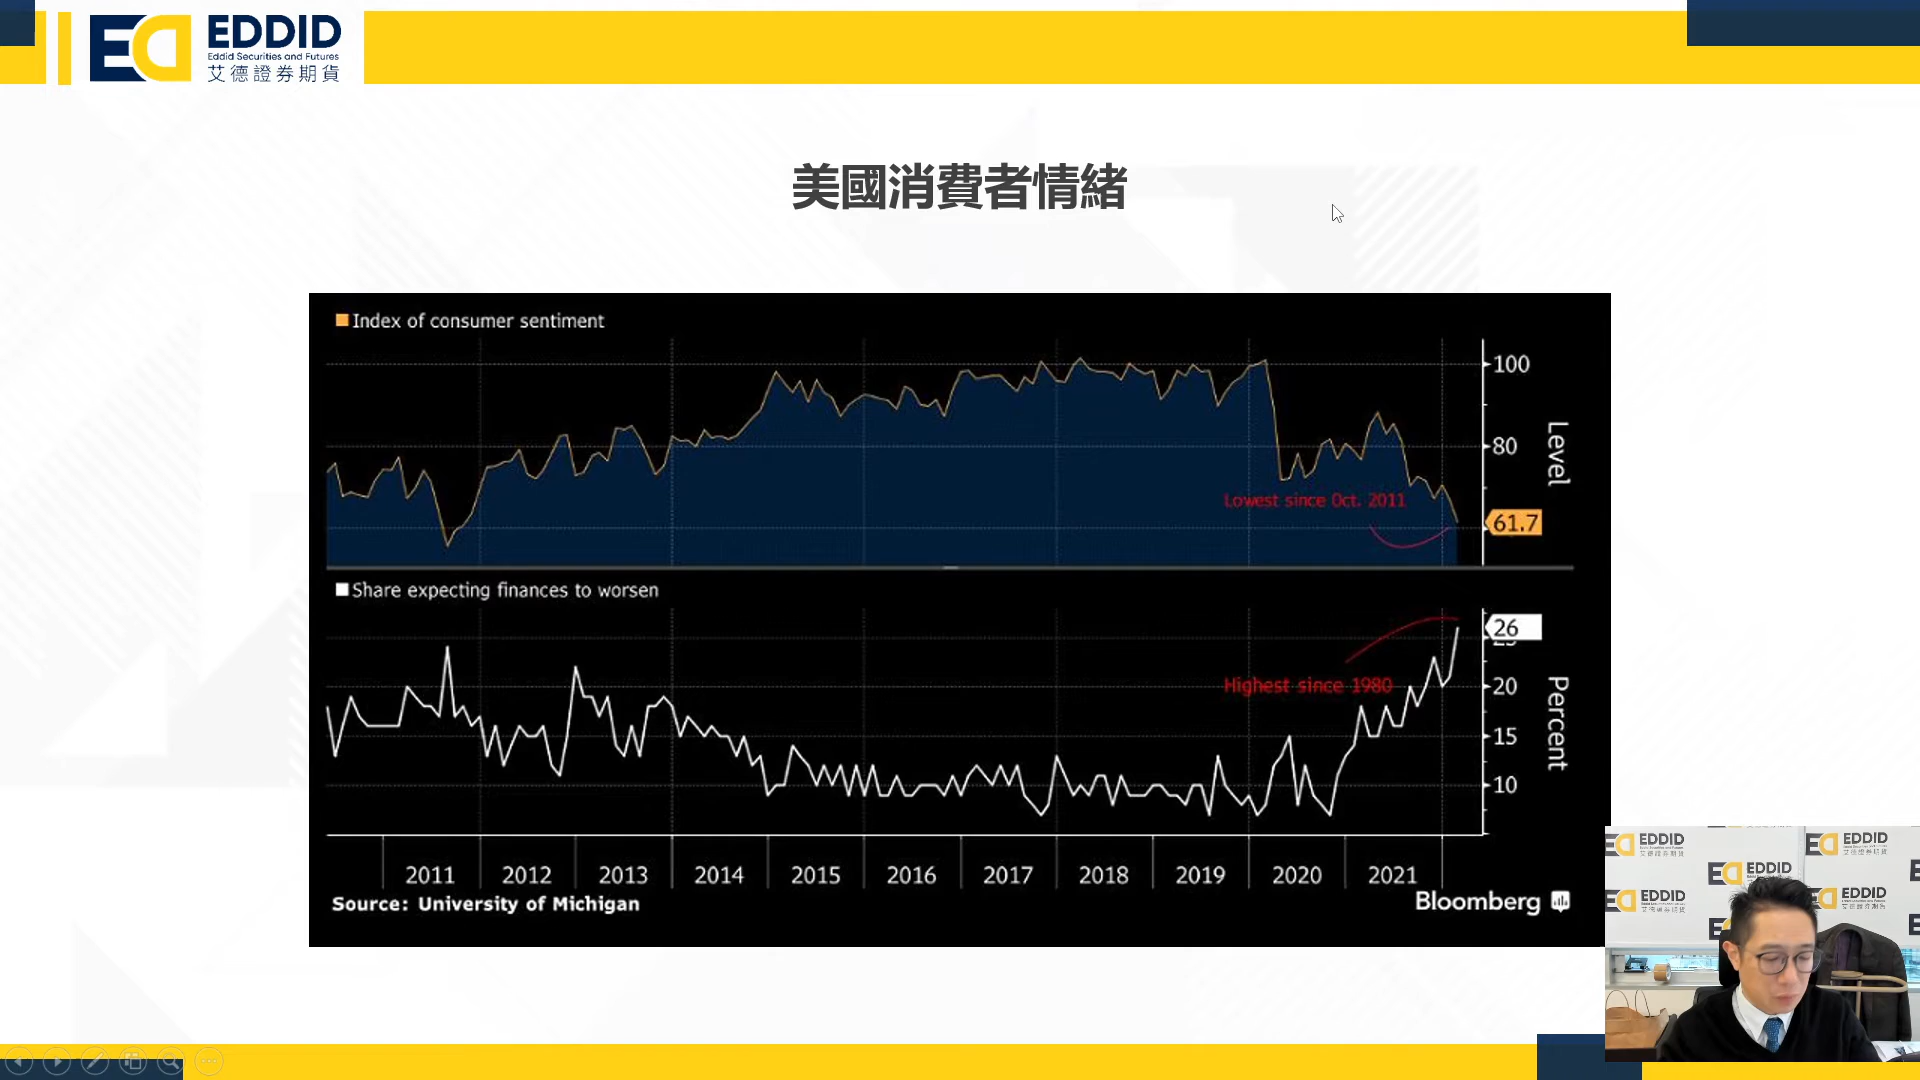 EDDID
Eddid Securities and Futures
艾德證券期貨
美國消費者情緒
Index of consumer sentiment
100
80
Level
Lowest since Oct. 2011
61.7
Share expecting finances to worsen
26
Highest since 1980
20
15
10
Percent
2011 2012 2013 2014 2015 2016 2017 2018 2019 2020 2021
Source: University of Michigan
Bloomberg
EDDID
EDDID
EDDID
EDDID
EDDID